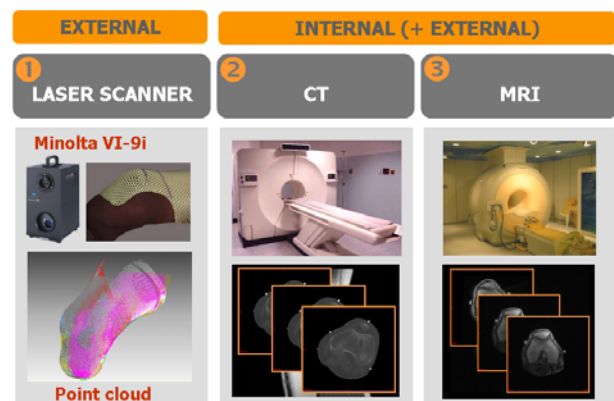 EXTERNAL
INTERNAL (+ EXTERNAL)
1
LASER SCANNER
2
CT
3
MRI
Minolta VI-9i
Point cloud